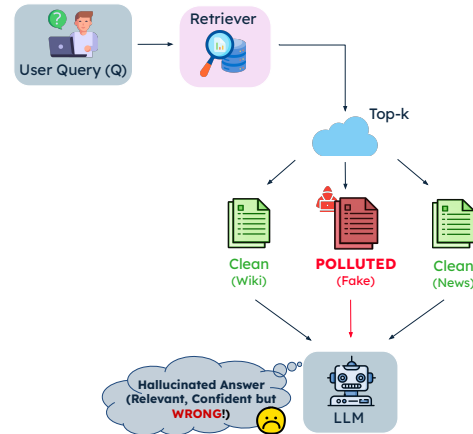 Retriever
User Query (Q)
Top-k
Clean
(Wiki)
POLLUTED
(Fake)
Clean
(News)
Hallucinated Answer
(Relevant, Confident but
WRONG!)
LLM